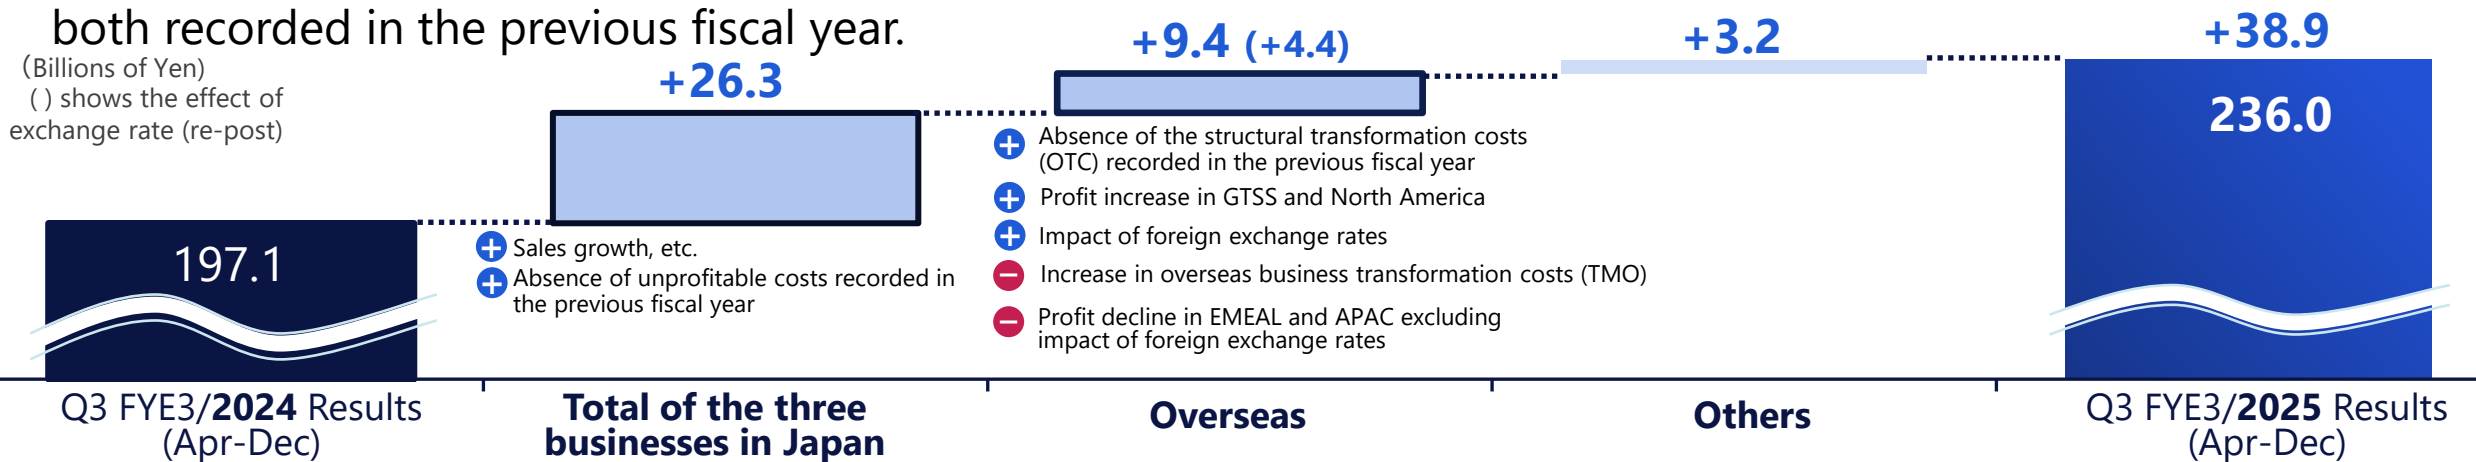 both recorded in the previous fiscal year.
(Billions of Yen)
( ) shows the effect of
exchange rate (re-post)
197.1
+26.3
+ Sales growth, etc.
+ Absence of unprofitable costs recorded in
the previous fiscal year
+9.4 (+4.4)
+ Absence of the structural transformation costs
(OTC) recorded in the previous fiscal year
+ Profit increase in GTSS and North America
+ Impact of foreign exchange rates
− Increase in overseas business transformation costs (TMO)
− Profit decline in EMEAL and APAC excluding
impact of foreign exchange rates
+3.2
+38.9
236.0
Q3 FYE3/2024 Results
(Apr-Dec)
Total of the three
businesses in Japan
Overseas
Others
Q3 FYE3/2025 Results
(Apr-Dec)